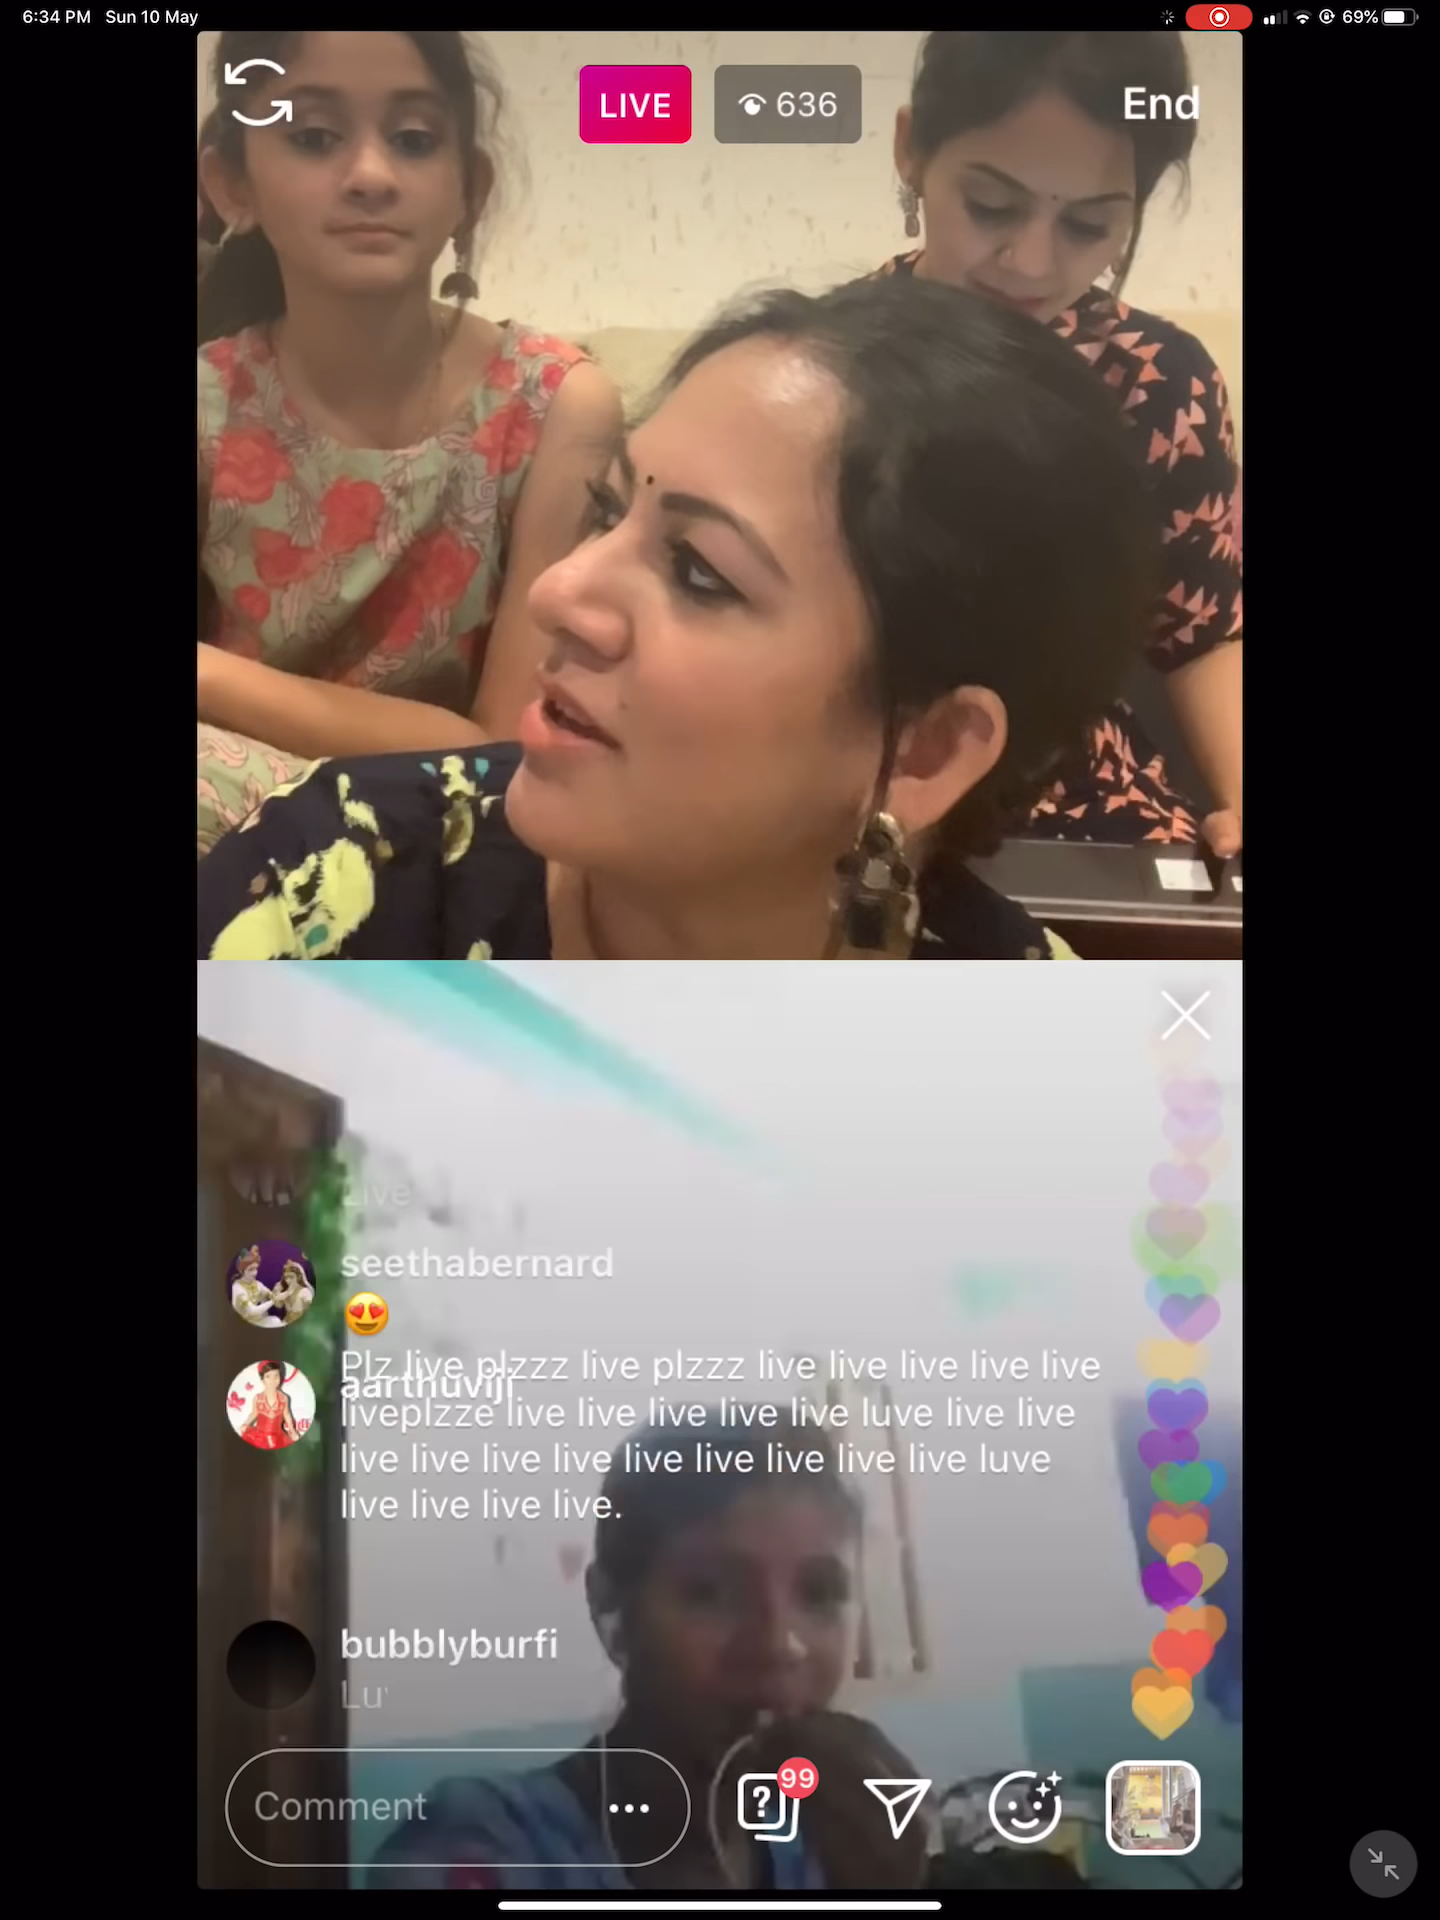 6:34 PM Sun 10 May
69%
LIVE
636
End
Live
seethabernard
😍
aarthuviji
Plz live plzzz live plzzz live live live live live
liveplzze live live live live live luve live live
live live live live live live live live live luve
live live live live.
bubblyburfi
Lu
Comment
?
99